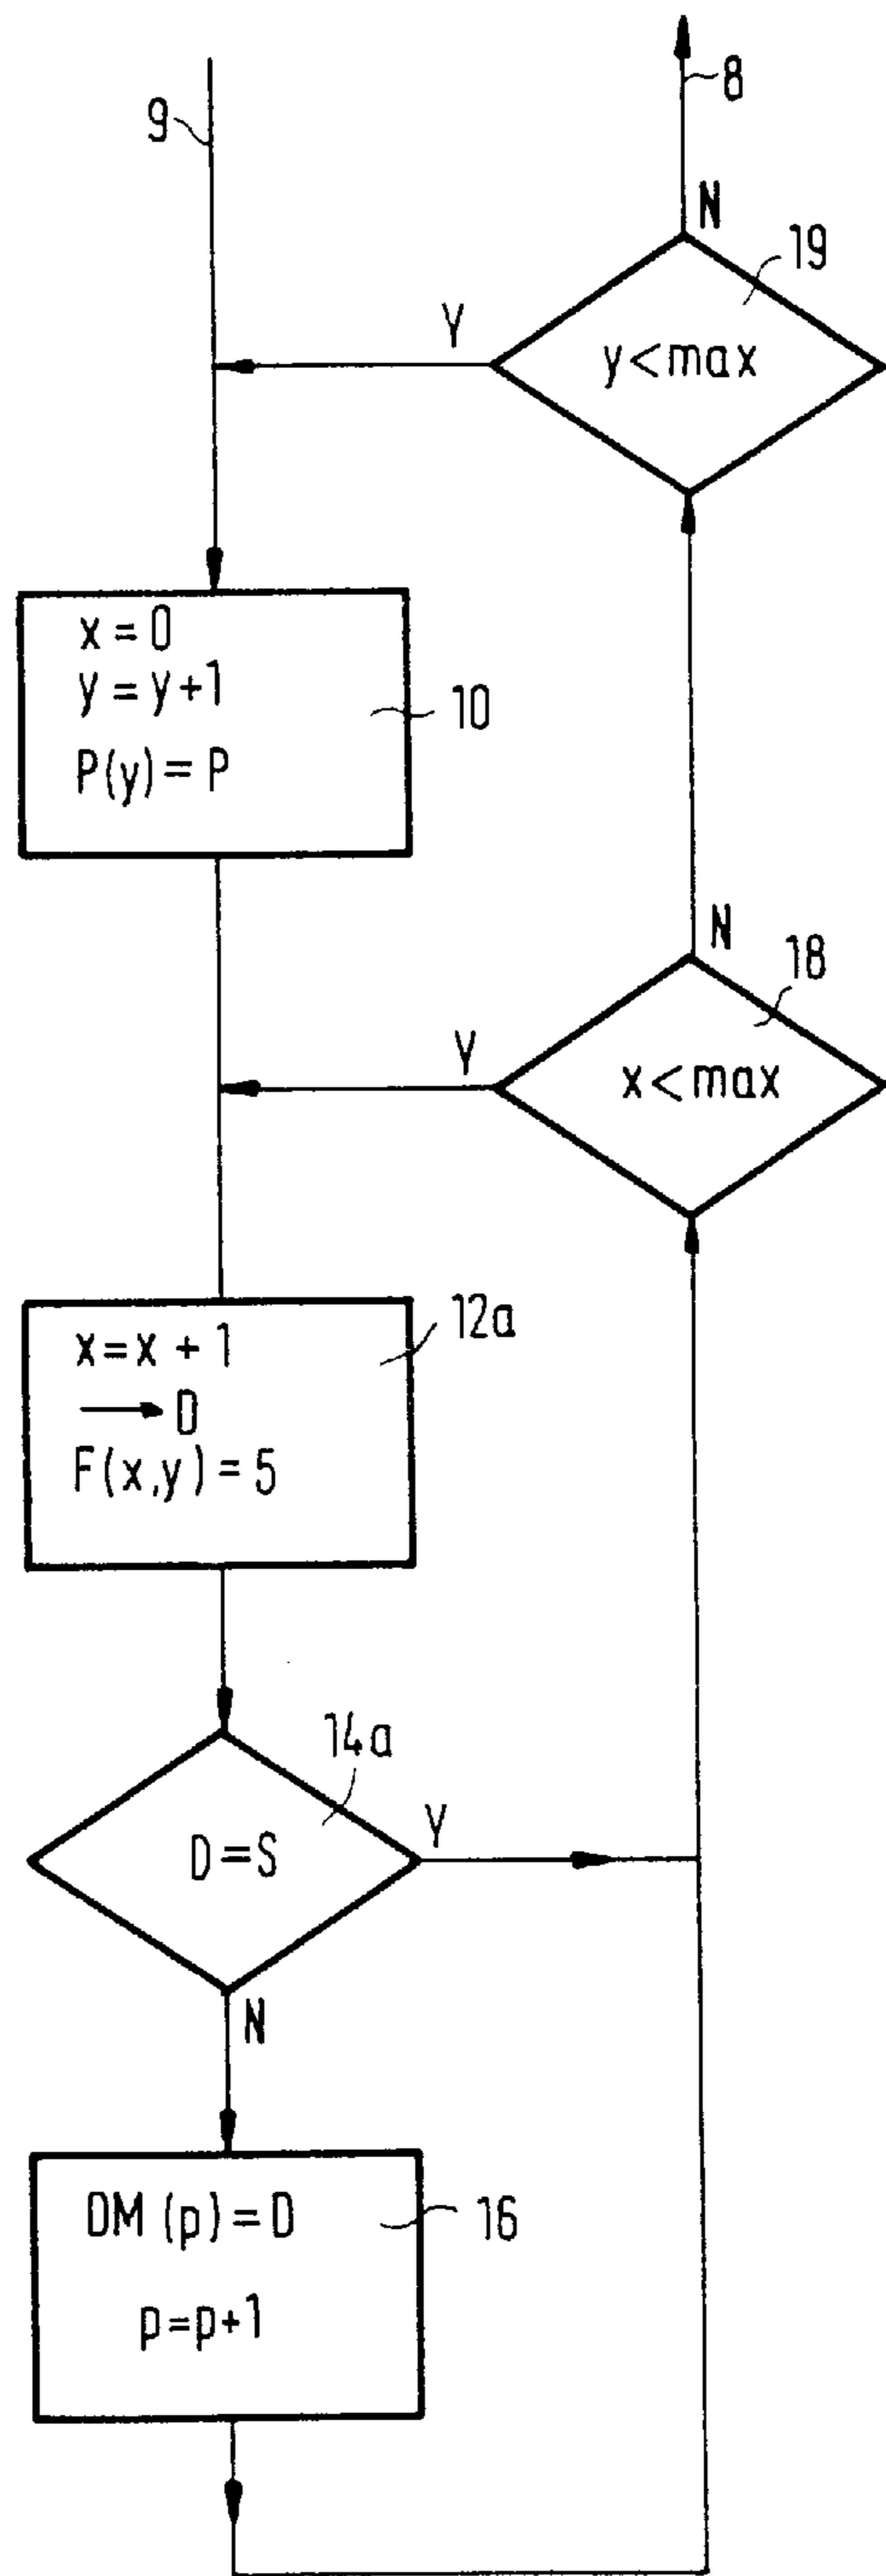 8
9
N
19
Y
y<max
x=0
y=y+1
10
P(y)=P
N
18
Y
x<max
12a
x=x+1
→D
F(x,y)=5
14a
D=S
Y
N
DM(p)=D
16
p=p+1